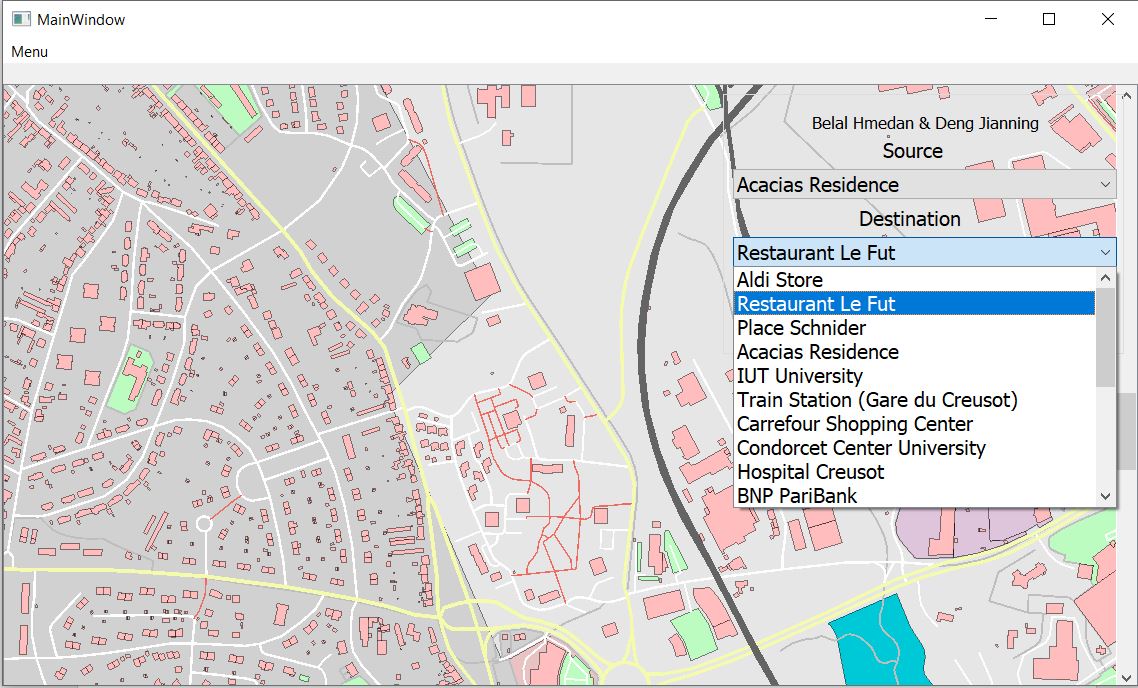 MainWindow
Menu
Belal Hmedan & Deng Jianning
Source
Acacias Residence
Destination
Restaurant Le Fut
Aldi Store
Restaurant Le Fut
Place Schnider
Acacias Residence
IUT University
Train Station (Gare du Creusot)
Carrefour Shopping Center
Condorcet Center University
Hospital Creusot
BNP PariBank